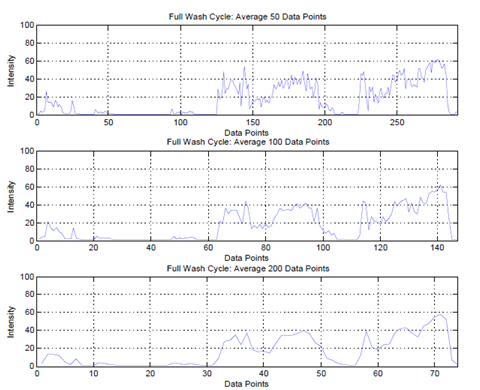 Full Wash Cycle: Average 50 Data Points
100
80
60
40
20
0
Intensity
0 50 100 150 200 250
Data Points
Full Wash Cycle: Average 100 Data Points
100
80
60
40
20
0
Intensity
0 20 40 60 80 100 120 140
Data Points
Full Wash Cycle: Average 200 Data Points
100
80
60
40
20
0
Intensity
0 10 20 30 40 50 60 70
Data Points